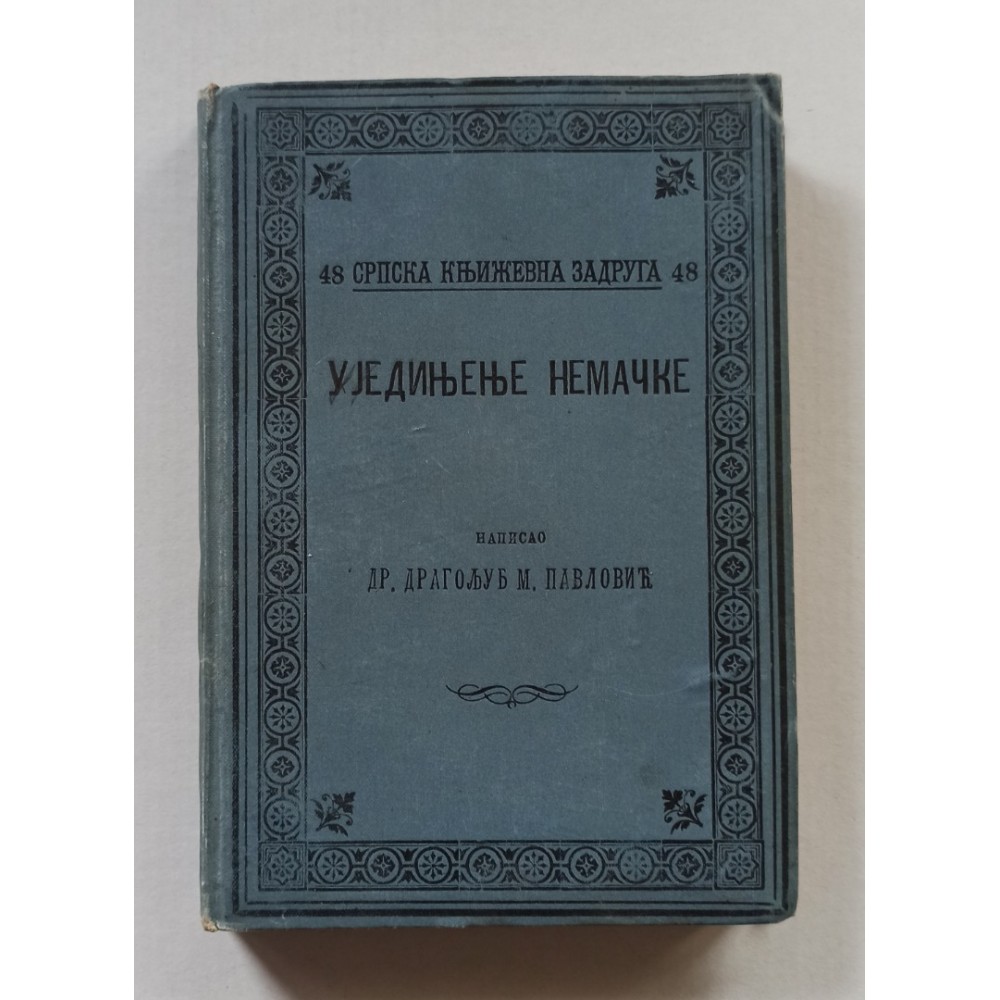 48 СРПСКА КЊИЖЕВНА ЗАДРУГА 48
УЈЕДИЊЕЊЕ НЕМАЧКЕ
НАПИСАО
ДР. ДРАГОЉУБ М. ПАВЛОВИЋ